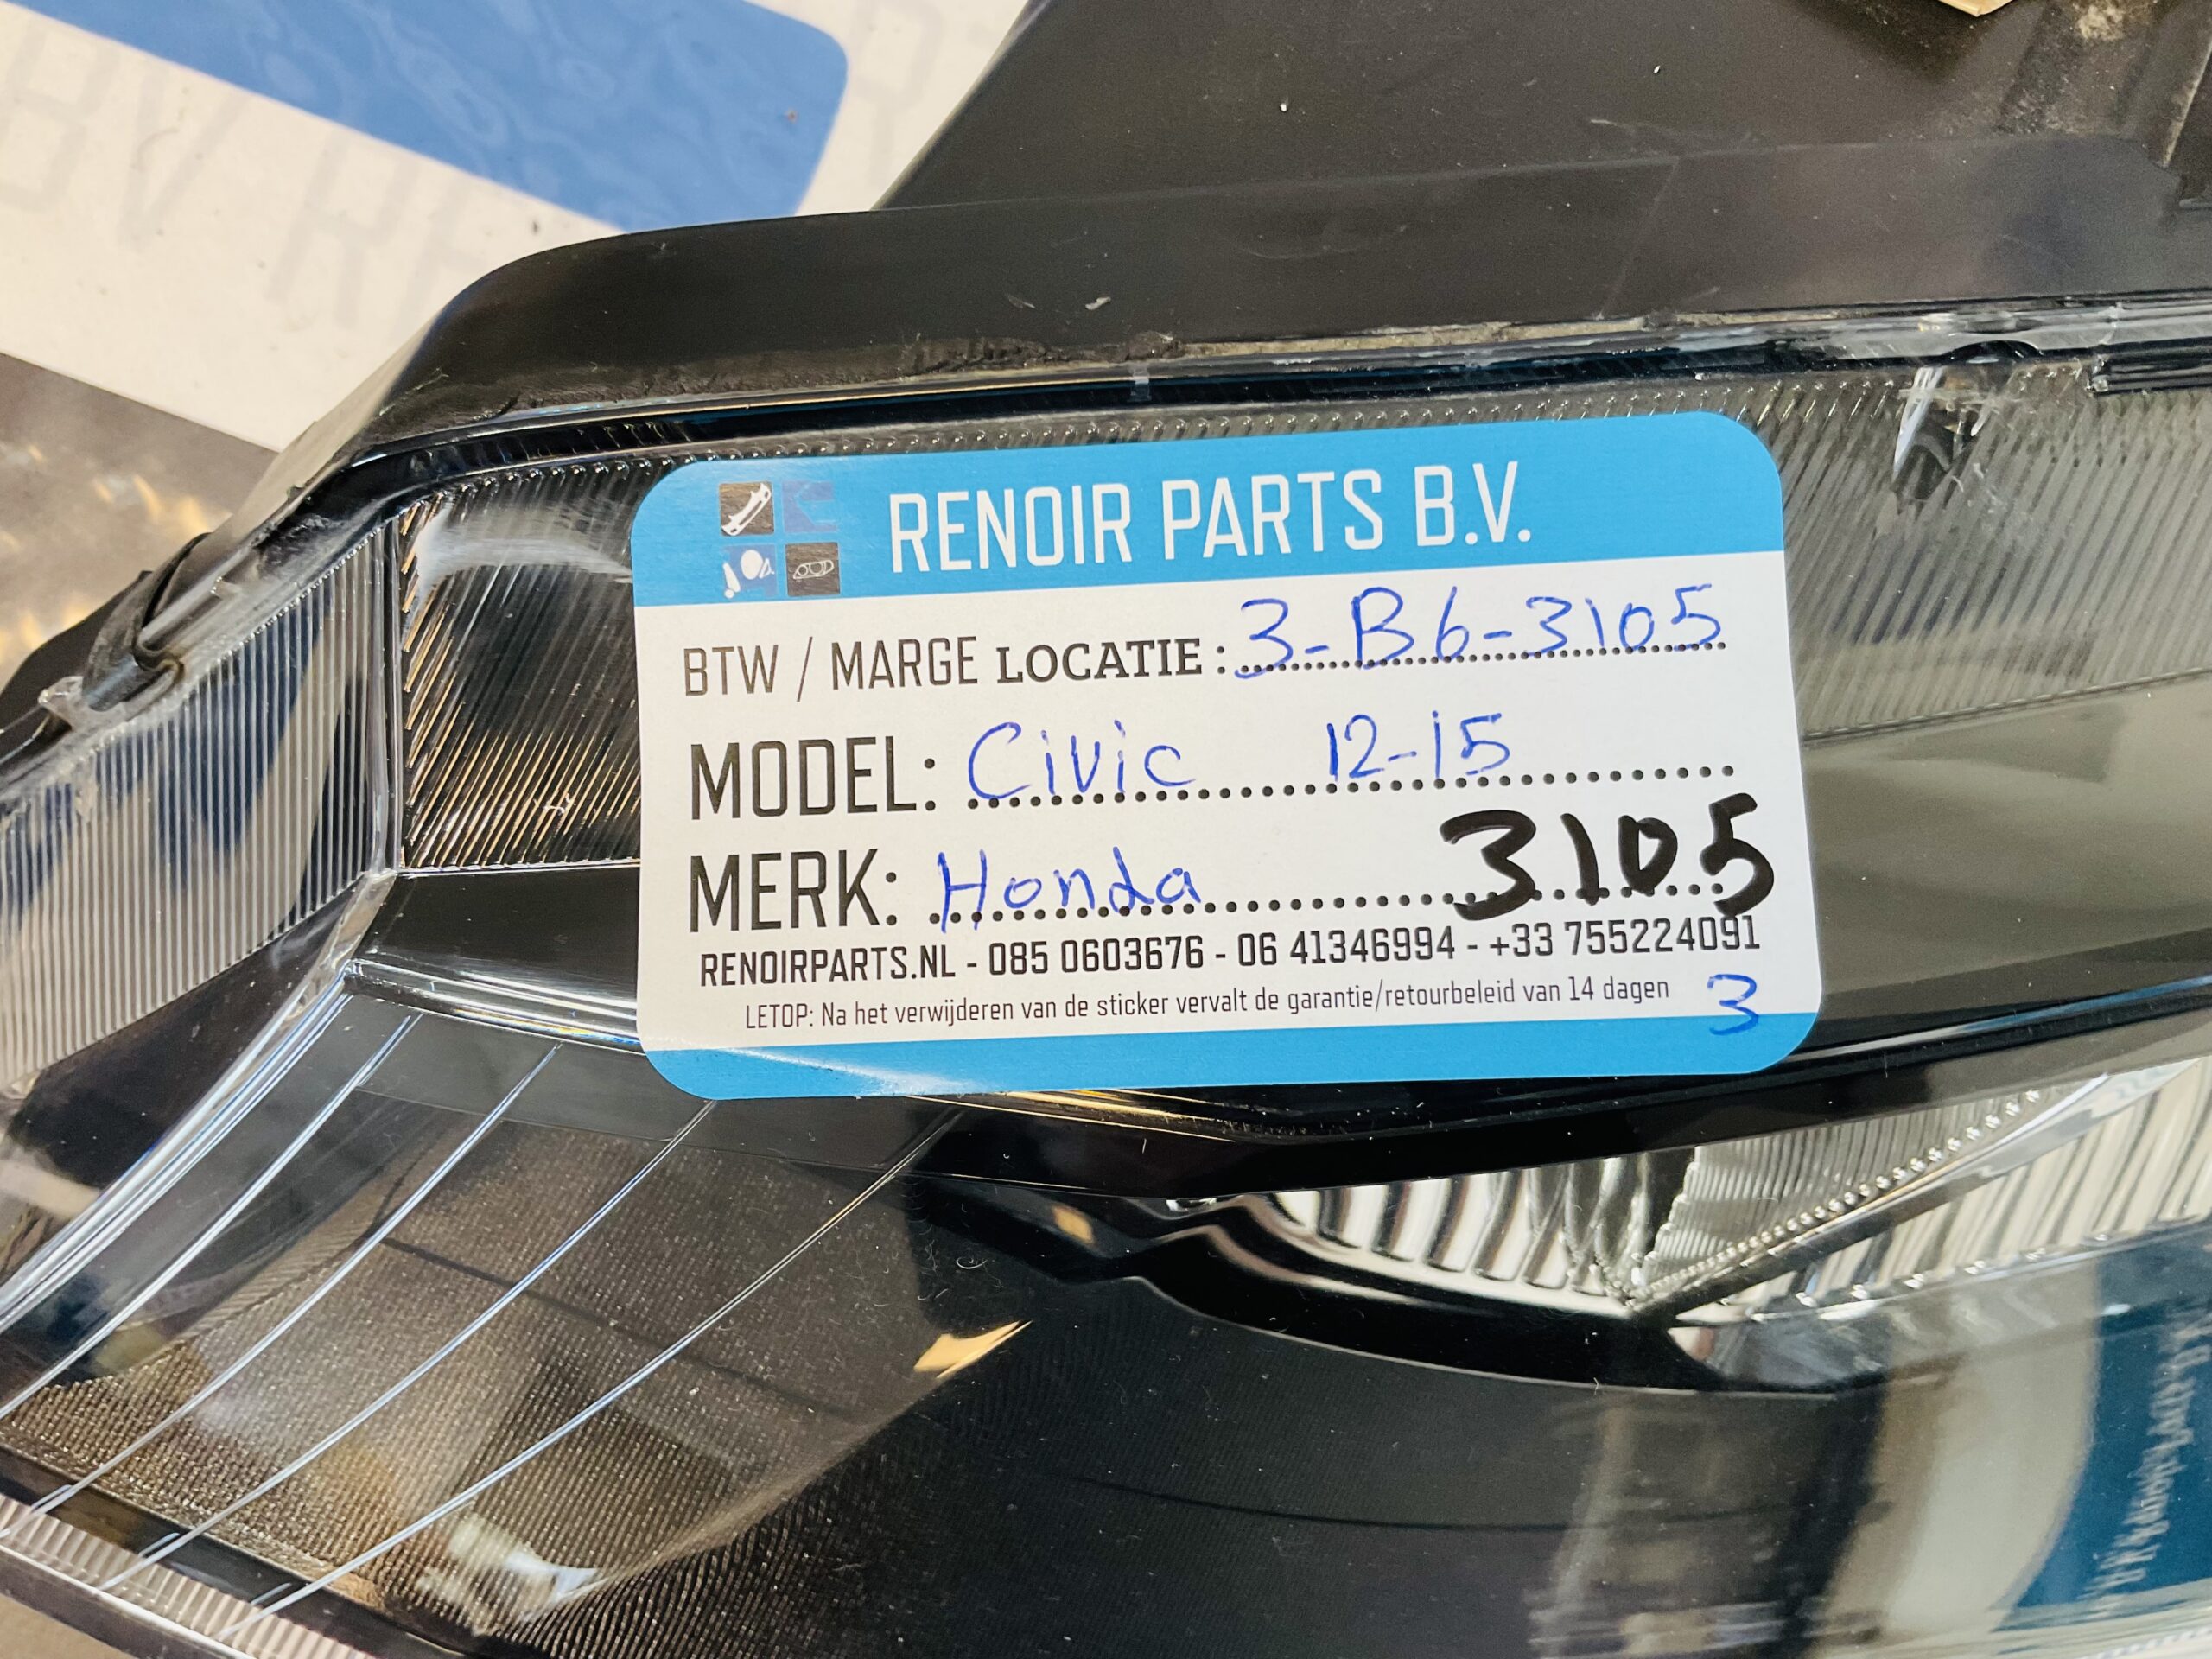 RENOIR PARTS B.V.
BTW / MARGE LOCATIE : 3-B6-3105
MODEL: Civic 12-15
MERK: Honda 3105
RENOIRPARTS.NL - 085 0603676 - 06 41346994 - +33 755224091
LETOP: Na het verwijderen van de sticker vervalt de garantie/retourbeleid van 14 dagen 3